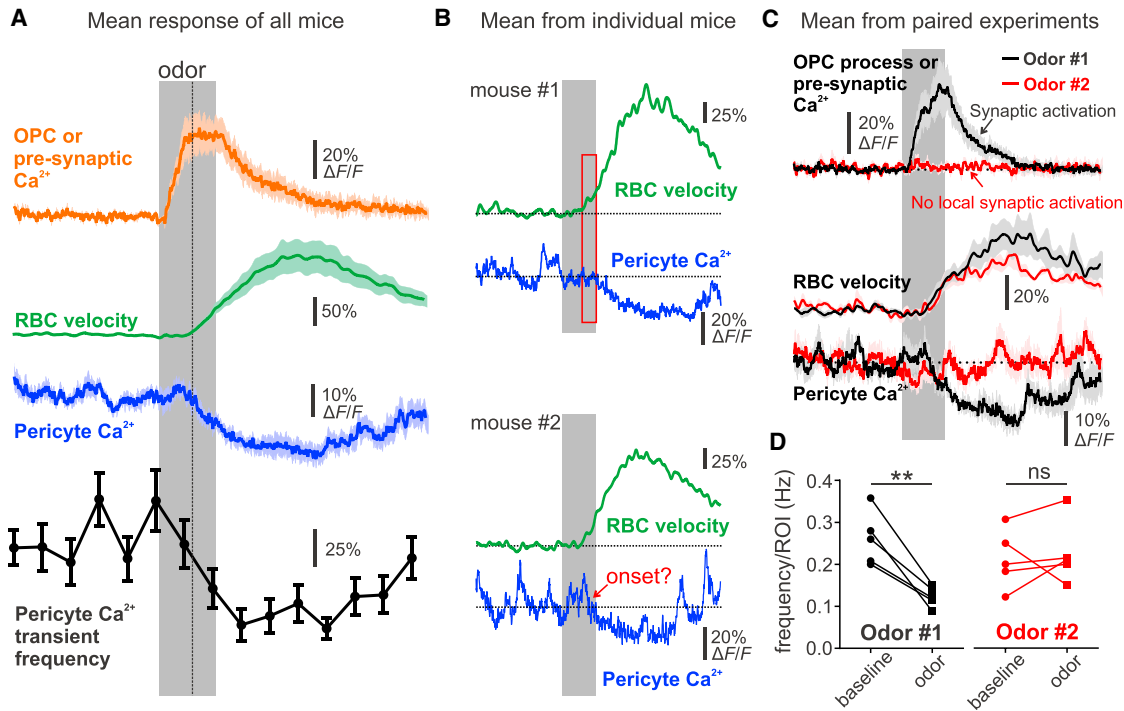 A
Mean response of all mice
odor
OPC or
pre-synaptic
Ca²⁺
20%
ΔF/F
RBC velocity
50%
10%
ΔF/F
Pericyte Ca²⁺
25%
Pericyte Ca²⁺
transient
frequency
B
Mean from individual mice
mouse #1
25%
RBC velocity
Pericyte Ca²⁺
20%
ΔF/F
mouse #2
25%
RBC velocity
onset?
20%
ΔF/F
Pericyte Ca²⁺
C
Mean from paired experiments
OPC process or
pre-synaptic
Ca²⁺
Odor #1
Odor #2
20%
ΔF/F
Synaptic activation
No local synaptic activation
RBC velocity
20%
Pericyte Ca²⁺
10%
ΔF/F
D
frequency/ROI (Hz)
0.4
0.3
0.2
0.1
0.0
**
ns
Odor #1
Odor #2
baseline
odor
baseline
odor